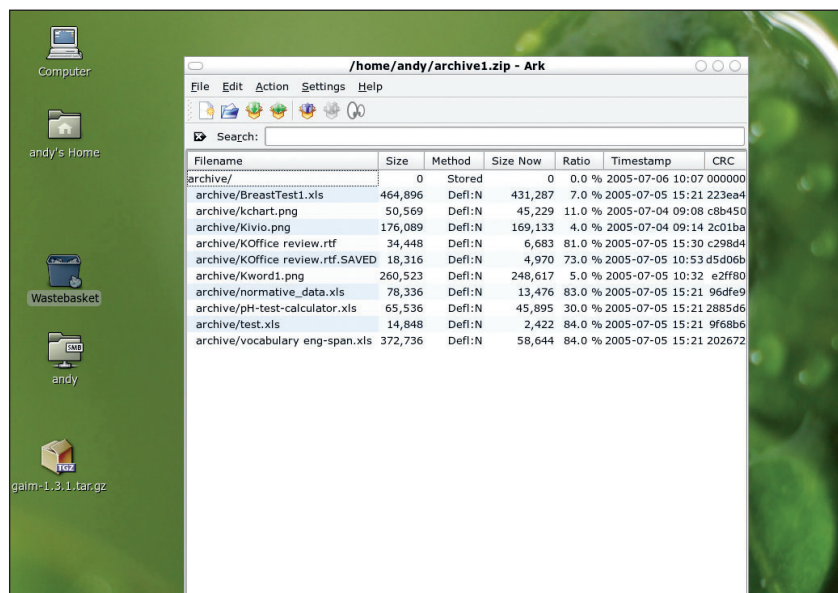 Computer
andy's Home
Wastebasket
SMB
andy
TGZ
gaim-1.3.1.tar.gz
/home/andy/archive1.zip - Ark
File Edit Action Settings Help
Search:
Filename Size Method Size Now Ratio Timestamp CRC
archive/ 0 Stored 0 0.0 % 2005-07-06 10:07 000000
archive/BreastTest1.xls 464,896 Defl:N 431,287 7.0 % 2005-07-05 15:21 223ea4
archive/kchart.png 50,569 Defl:N 45,229 11.0 % 2005-07-04 09:08 c8b450
archive/Kivio.png 176,089 Defl:N 169,133 4.0 % 2005-07-04 09:14 2c01ba
archive/KOffice review.rtf 34,448 Defl:N 6,683 81.0 % 2005-07-05 15:30 c298d4
archive/KOffice review.rtf.SAVED 18,316 Defl:N 4,970 73.0 % 2005-07-05 10:53 d5d06b
archive/Kword1.png 260,523 Defl:N 248,617 5.0 % 2005-07-05 10:32 e2ff80
archive/normative_data.xls 78,336 Defl:N 13,476 83.0 % 2005-07-05 15:21 96dfe9
archive/pH-test-calculator.xls 65,536 Defl:N 45,895 30.0 % 2005-07-05 15:21 2885d6
archive/test.xls 14,848 Defl:N 2,422 84.0 % 2005-07-05 15:21 9f68b6
archive/vocabulary eng-span.xls 372,736 Defl:N 58,644 84.0 % 2005-07-05 15:21 202672